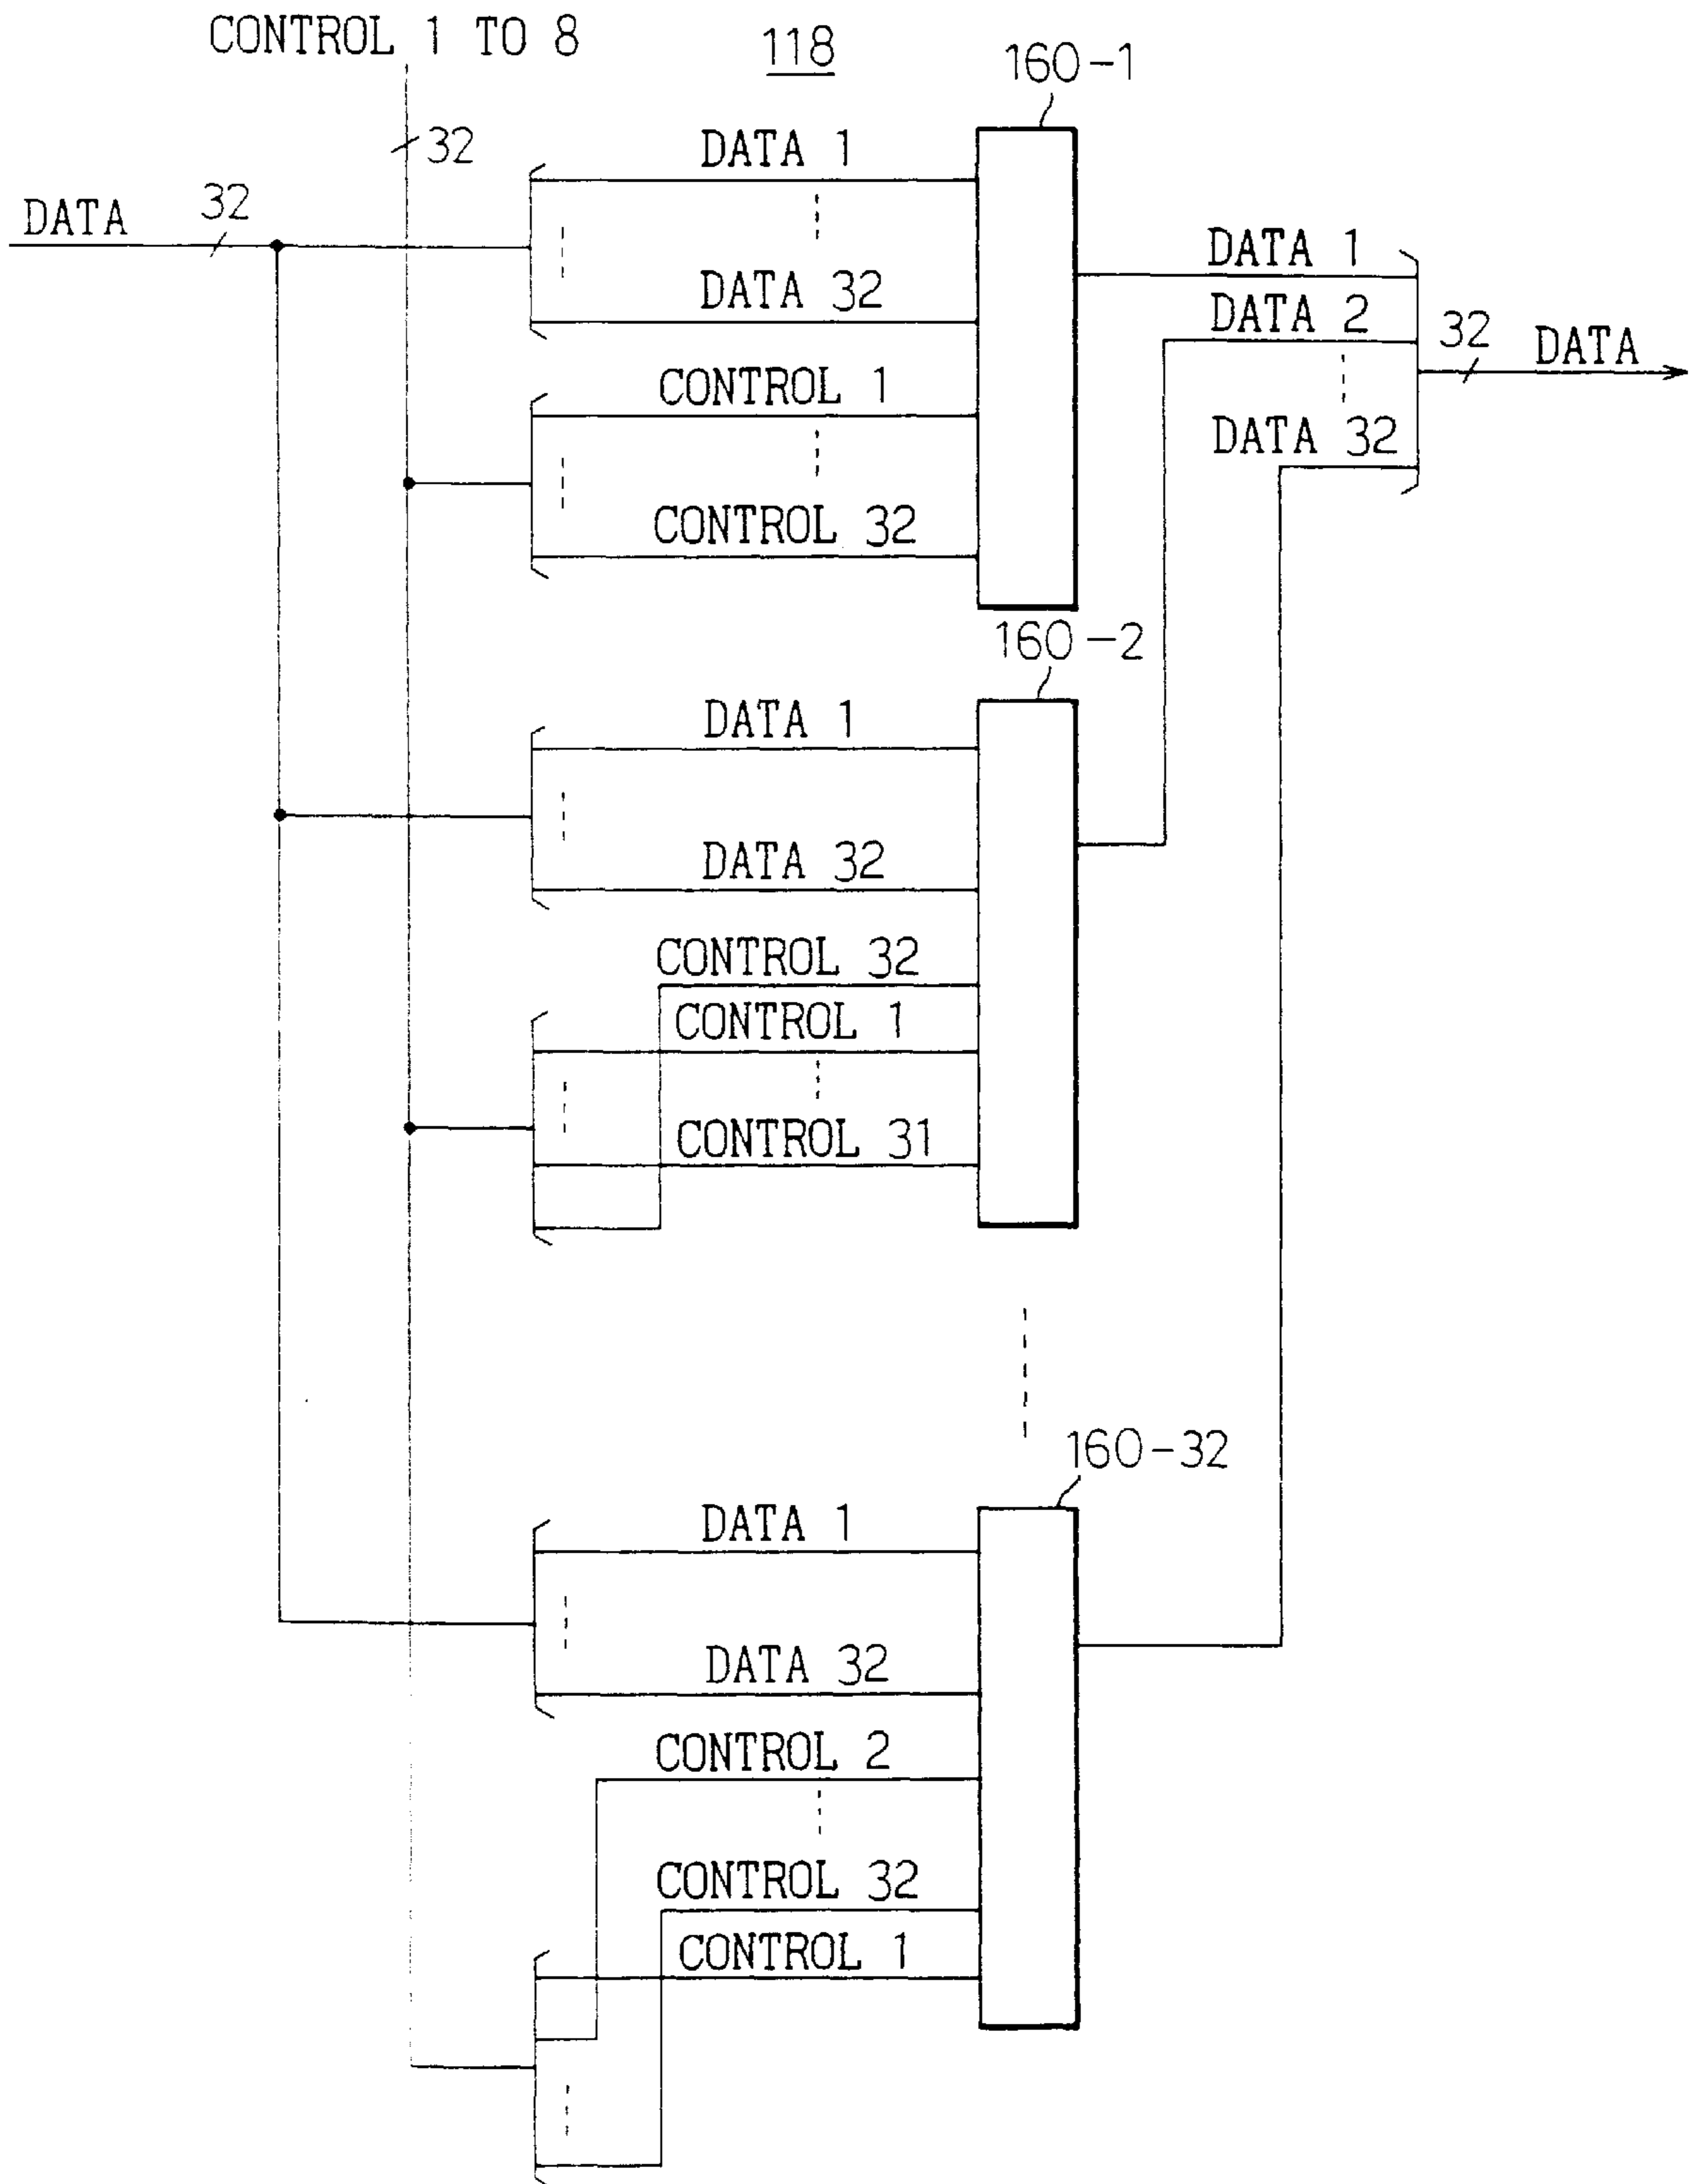 CONTROL 1 TO 8
118
160-1
32
DATA 1
DATA
32
DATA 32
DATA 1
DATA 2
32
DATA
DATA 32
CONTROL 1
CONTROL 32
160-2
DATA 1
DATA 32
CONTROL 32
CONTROL 1
CONTROL 31
160-32
DATA 1
DATA 32
CONTROL 2
CONTROL 32
CONTROL 1